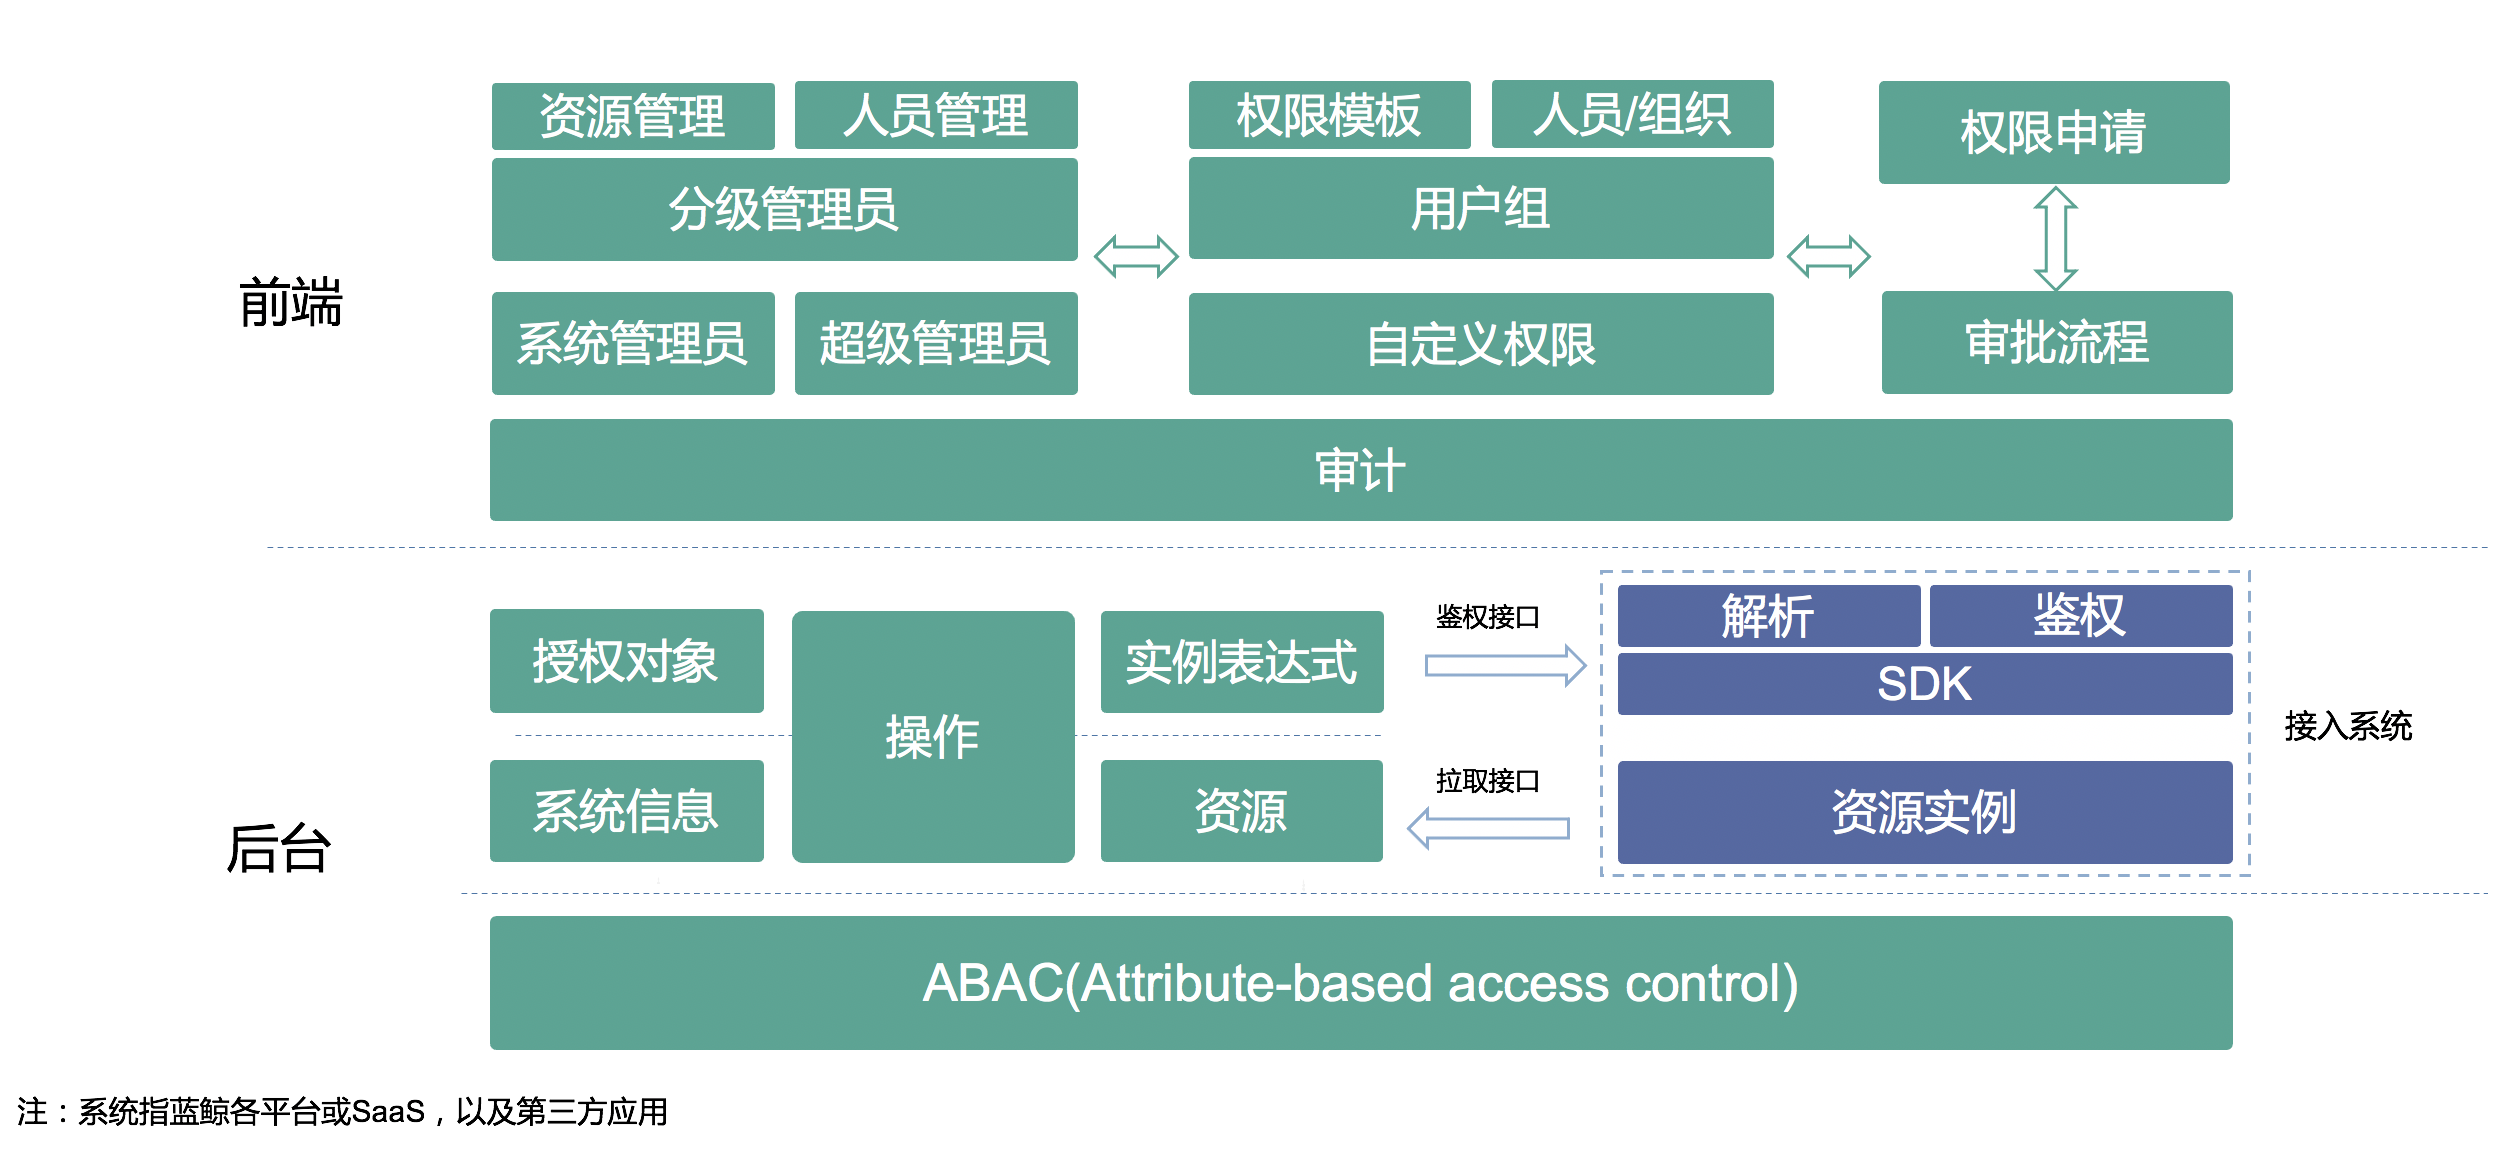 资源管理
人员管理
权限模板
人员/组织
权限申请
分级管理员
用户组
前端
系统管理员
超级管理员
自定义权限
审批流程
审计
授权对象
操作
实例表达式
鉴权接口
解析
鉴权
SDK
接入系统
系统信息
资源
拉取接口
资源实例
后台
ABAC(Attribute-based access control)
注：系统指蓝鲸各平台或SaaS，以及第三方应用